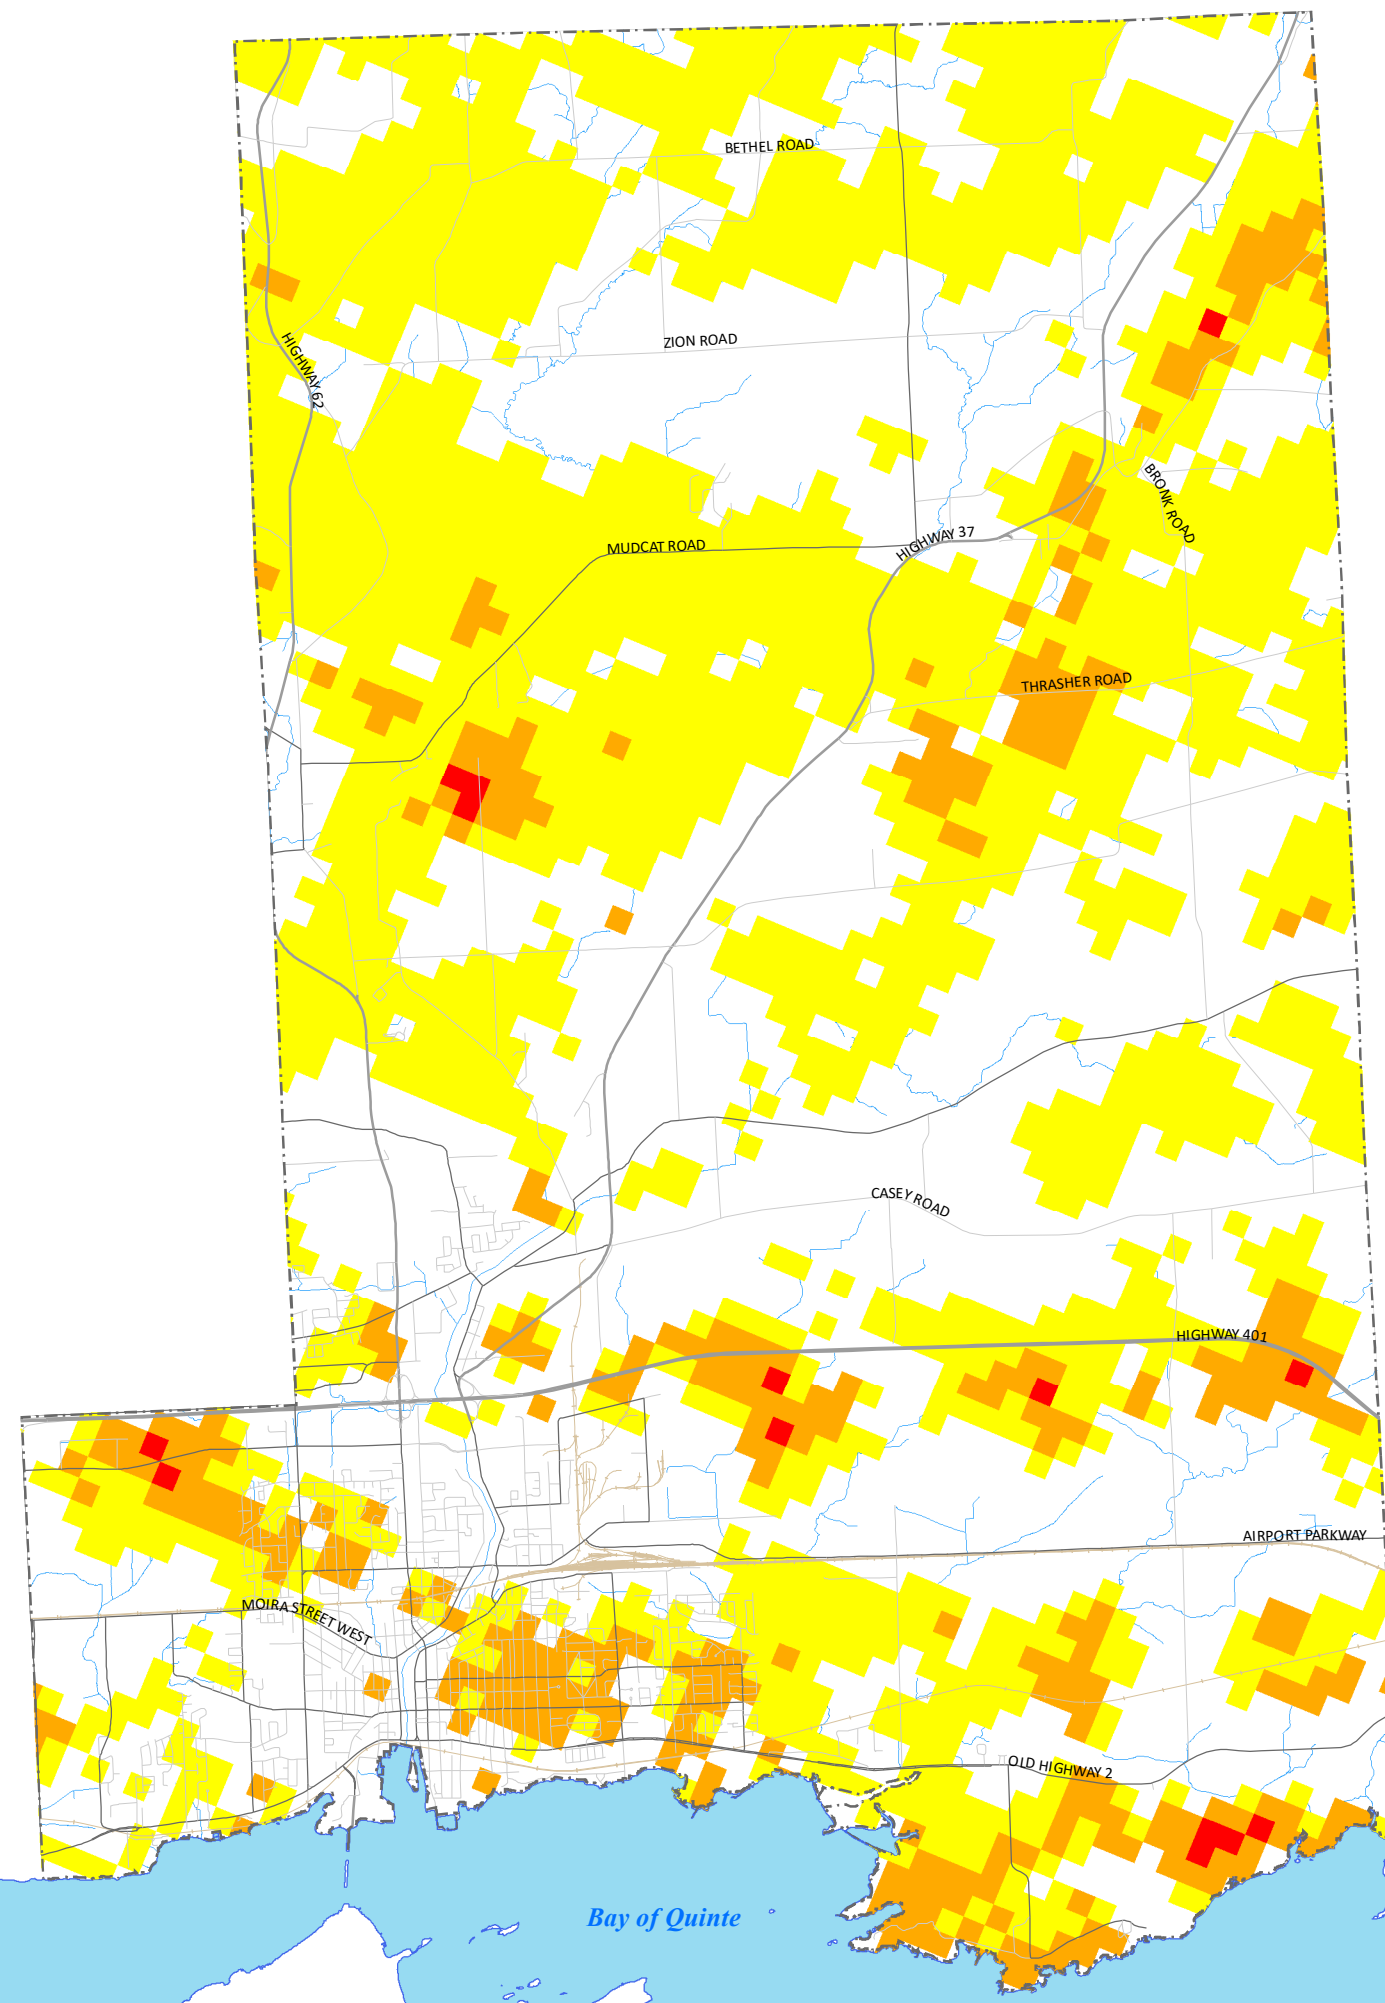 BETHEL ROAD
ZION ROAD
HIGHWAY 62
BRONK ROAD
HIGHWAY 37
MUDCAT ROAD
THRASHER ROAD
CASEY ROAD
HIGHWAY 401
AIRPORT PARKWAY
MOIRA STREET WEST
OLD HIGHWAY 2
Bay of Quinte